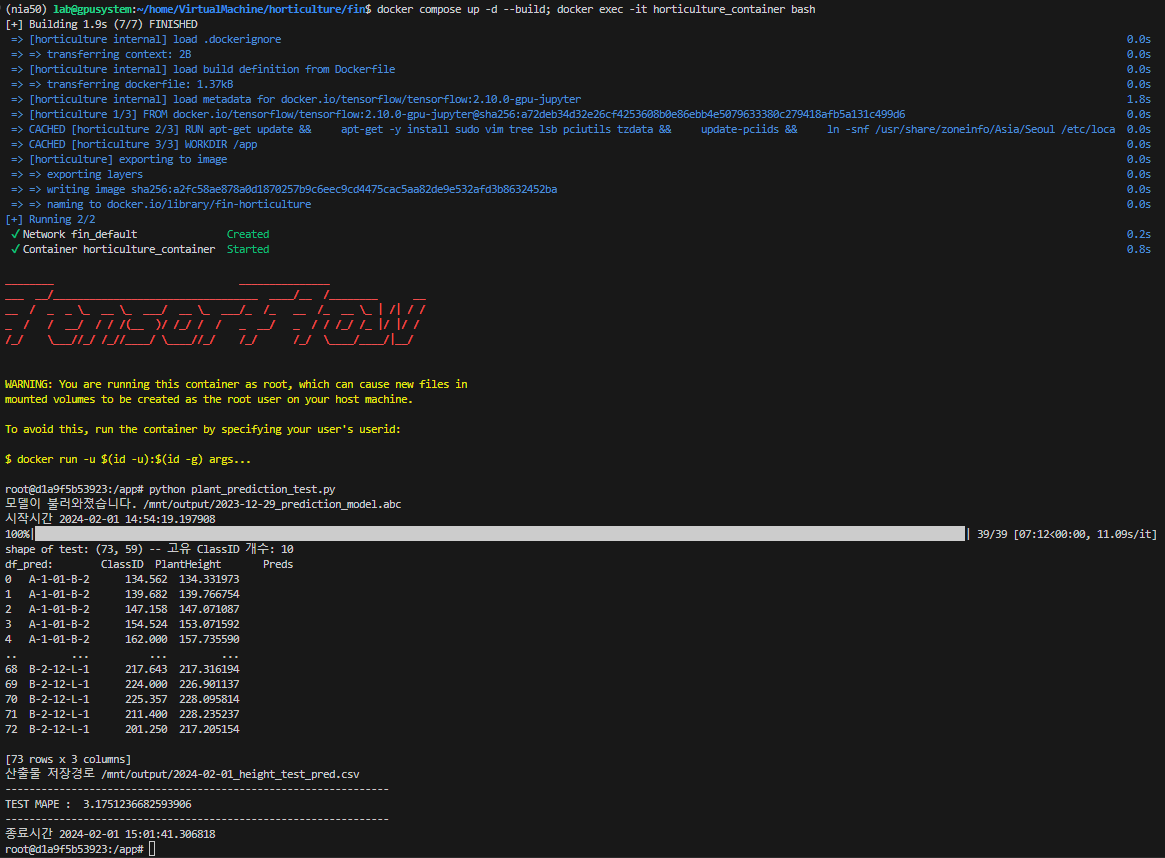 (nia50) lab@gpusystem:~/home/VirtualMachine/horticulture/fin$ docker compose up -d --build; docker exec -it horticulture_container bash
[+] Building 1.9s (7/7) FINISHED
=> [horticulture internal] load .dockerignore 0.0s
=> => transferring context: 2B 0.0s
=> [horticulture internal] load build definition from Dockerfile 0.0s
=> => transferring dockerfile: 1.37kB 0.0s
=> [horticulture internal] load metadata for docker.io/tensorflow/tensorflow:2.10.0-gpu-jupyter 1.8s
=> [horticulture 1/3] FROM docker.io/tensorflow/tensorflow:2.10.0-gpu-jupyter@sha256:a72deb34d32e26cf4253608b0e86ebb4e5079633380c279418afb5a131c499d6 0.0s
=> CACHED [horticulture 2/3] RUN apt-get update && apt-get -y install sudo vim tree lsb pciutils tzdata && update-pciids && ln -snf /usr/share/zoneinfo/Asia/Seoul /etc/loca 0.0s
=> CACHED [horticulture 3/3] WORKDIR /app 0.0s
=> [horticulture] exporting to image 0.0s
=> => exporting layers 0.0s
=> => writing image sha256:a2fc58ae878a0d1870257b9c6eec9cd4475cac5aa82de9e532afd3b8632452ba 0.0s
=> => naming to docker.io/library/fin-horticulture 0.0s
[+] Running 2/2
✓Network fin_default Created 0.2s
✓Container horticulture_container Started 0.8s
TensorFlow
WARNING: You are running this container as root, which can cause new files in
mounted volumes to be created as the root user on your host machine.
To avoid this, run the container by specifying your user's userid:
$ docker run -u $(id -u):$(id -g) args...
root@d1a9f5b53923:/app# python plant_prediction_test.py
모델이 불러와졌습니다. /mnt/output/2023-12-29_prediction_model.abc
시작시간 2024-02-01 14:54:19.197908
100%| | 39/39 [07:12<00:00, 11.09s/it]
shape of test: (73, 59) -- 고유 ClassID 개수: 10
df_pred: ClassID PlantHeight Preds
0 A-1-01-B-2 134.562 134.331973
1 A-1-01-B-2 139.682 139.766754
2 A-1-01-B-2 147.158 147.071087
3 A-1-01-B-2 154.524 153.071592
4 A-1-01-B-2 162.000 157.735590
.. ... ... ...
68 B-2-12-L-1 217.643 217.316194
69 B-2-12-L-1 224.000 226.901137
70 B-2-12-L-1 225.357 228.095814
71 B-2-12-L-1 211.400 228.235237
72 B-2-12-L-1 201.250 217.205154
[73 rows x 3 columns]
산출물 저장경로 /mnt/output/2024-02-01_height_test_pred.csv
----------------------------------------------------------------
TEST MAPE : 3.1751236682593906
----------------------------------------------------------------
종료시간 2024-02-01 15:01:41.306818
root@d1a9f5b53923:/app#